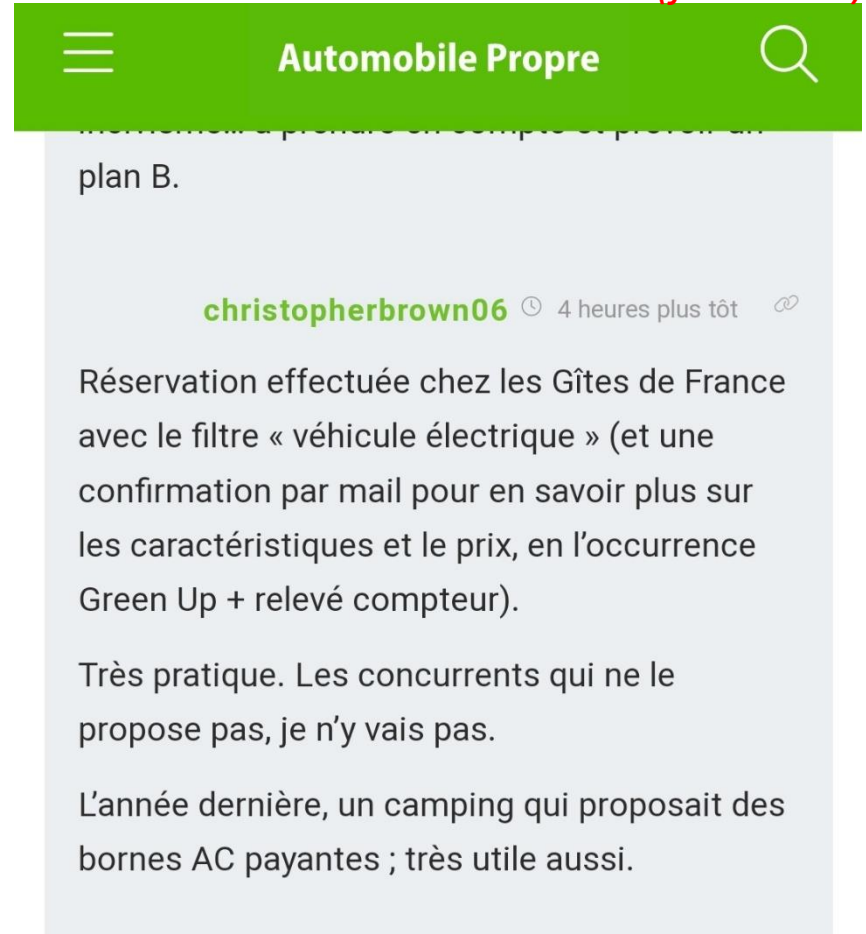 Automobile Propre
plan B.
christopherbrown06 4 heures plus tôt
Réservation effectuée chez les Gîtes de France
avec le filtre « véhicule électrique » (et une
confirmation par mail pour en savoir plus sur
les caractéristiques et le prix, en l’occurrence
Green Up + relevé compteur).
Très pratique. Les concurrents qui ne le
propose pas, je n’y vais pas.
L’année dernière, un camping qui proposait des
bornes AC payantes ; très utile aussi.